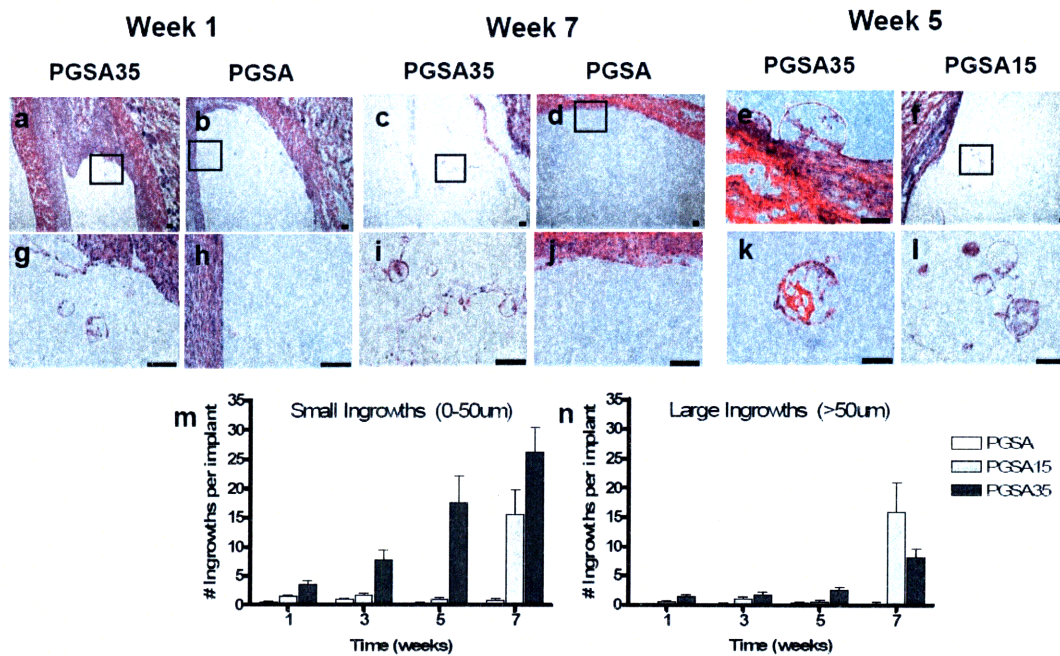 Week 1
Week 7
Week 5
PGSA35
PGSA
PGSA35
PGSA
PGSA35
PGSA15
a
b
c
d
e
f
g
h
i
j
k
l
m
Small Ingrowths (0-50um)
# Ingrowths per implant
35
30
25
20
15
10
5
0
1
3
5
7
Time (weeks)
n
Large Ingrowths (>50um)
# Ingrowths per implant
35
30
25
20
15
10
5
0
1
3
5
7
Time (weeks)
PGSA
PGSA15
PGSA35